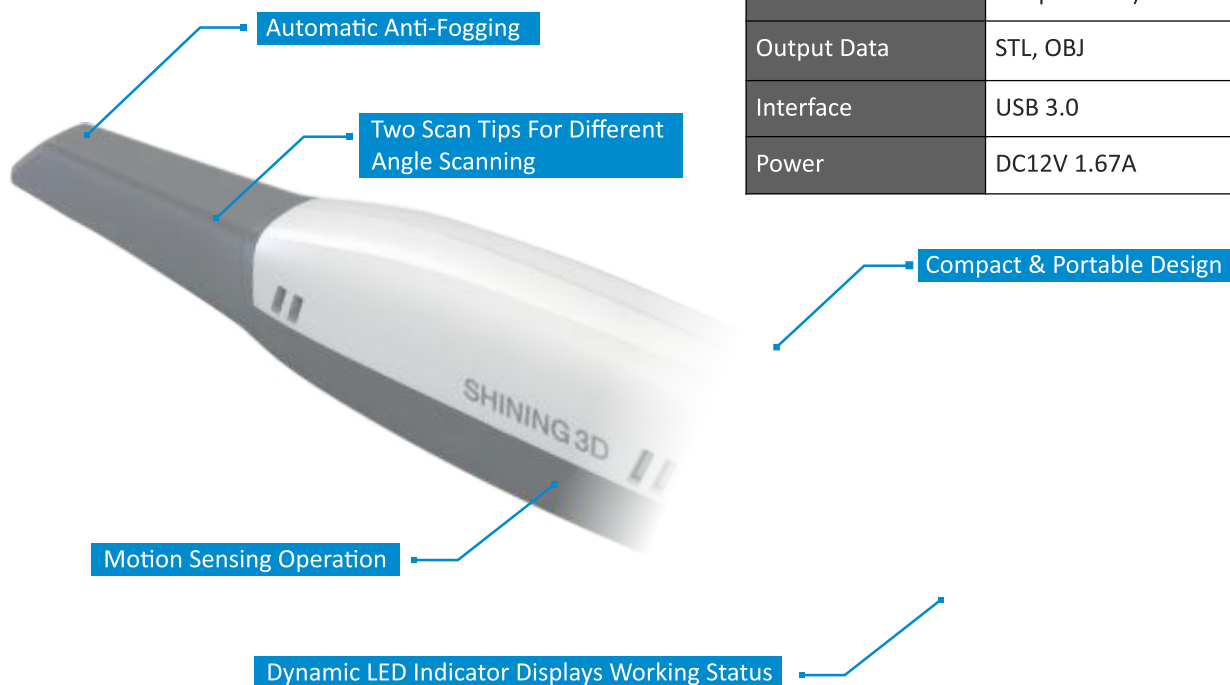 Automatic Anti-Fogging
Output Data STL, OBJ
Two Scan Tips For Different
Angle Scanning
Interface USB 3.0
Power DC12V 1.67A
Compact & Portable Design
SHINING 3D
Motion Sensing Operation
Dynamic LED Indicator Displays Working Status